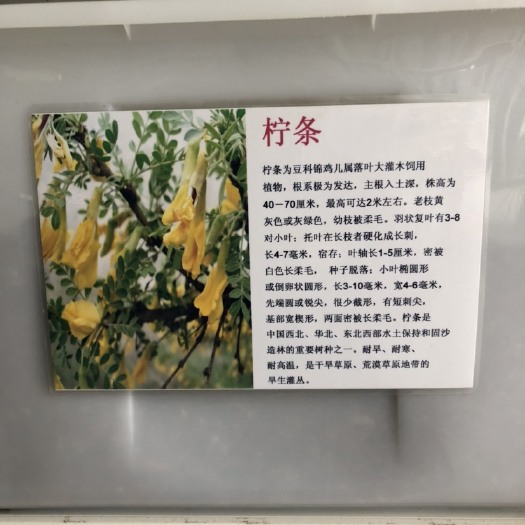 柠条
柠条为豆科锦鸡儿属落叶大灌木饲用
植物，根系极为发达，主根入土深，株高为
40－70厘米，最高可达2米左右。老枝黄
灰色或灰绿色，幼枝被柔毛。羽状复叶有3-8
对小叶；托叶在长枝者硬化成长刺，
长4-7毫米，宿存；叶轴长1-5厘米，密被
白色长柔毛， 种子脱落；小叶椭圆形
或倒卵状圆形，长3-10毫米，宽4-6毫米，
先端圆或锐尖，很少截形，有短刺尖，
基部宽楔形，两面密被长柔毛。柠条是
中国西北、华北、东北西部水土保持和固沙
造林的重要树种之一。耐旱、耐寒、
耐高温，是干旱草原、荒漠草原地带的
旱生灌丛。